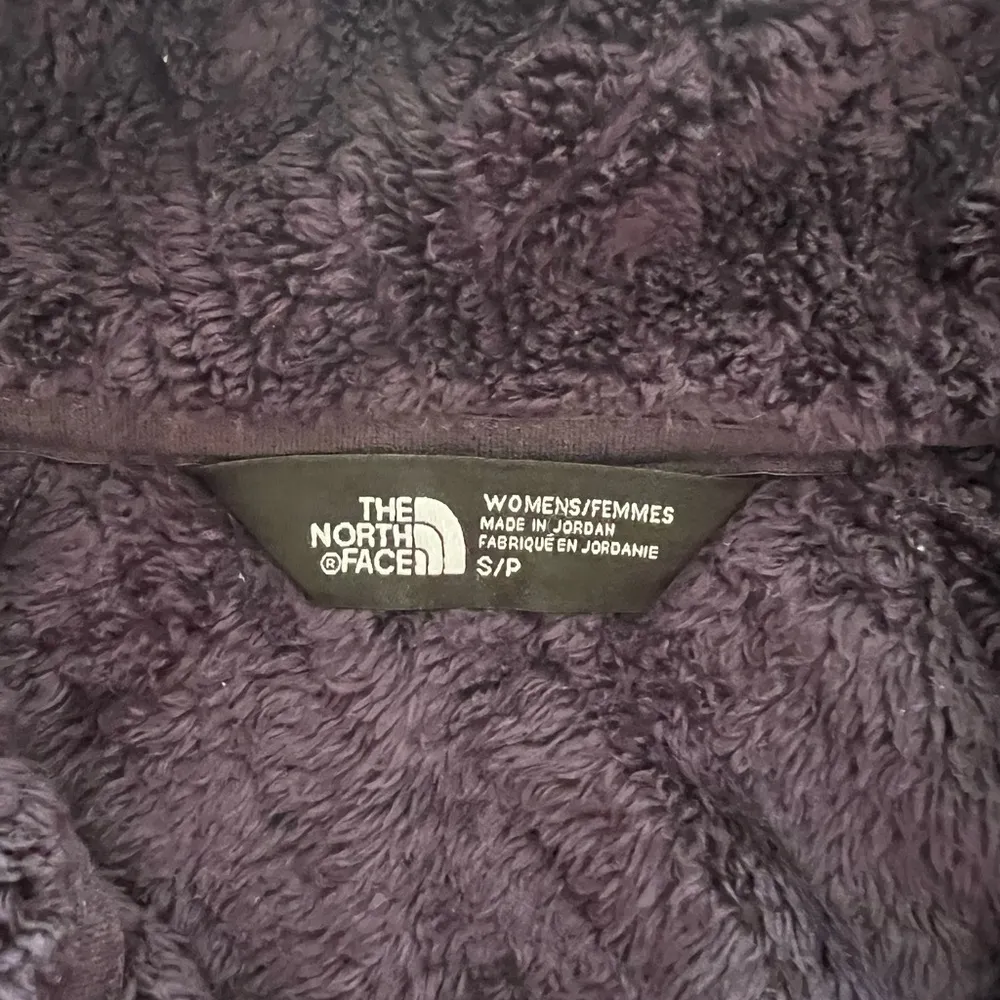 THE
NORTH
®FACE
WOMENS/FEMMES
MADE IN JORDAN
FABRIQUÉ EN JORDANIE
S/P